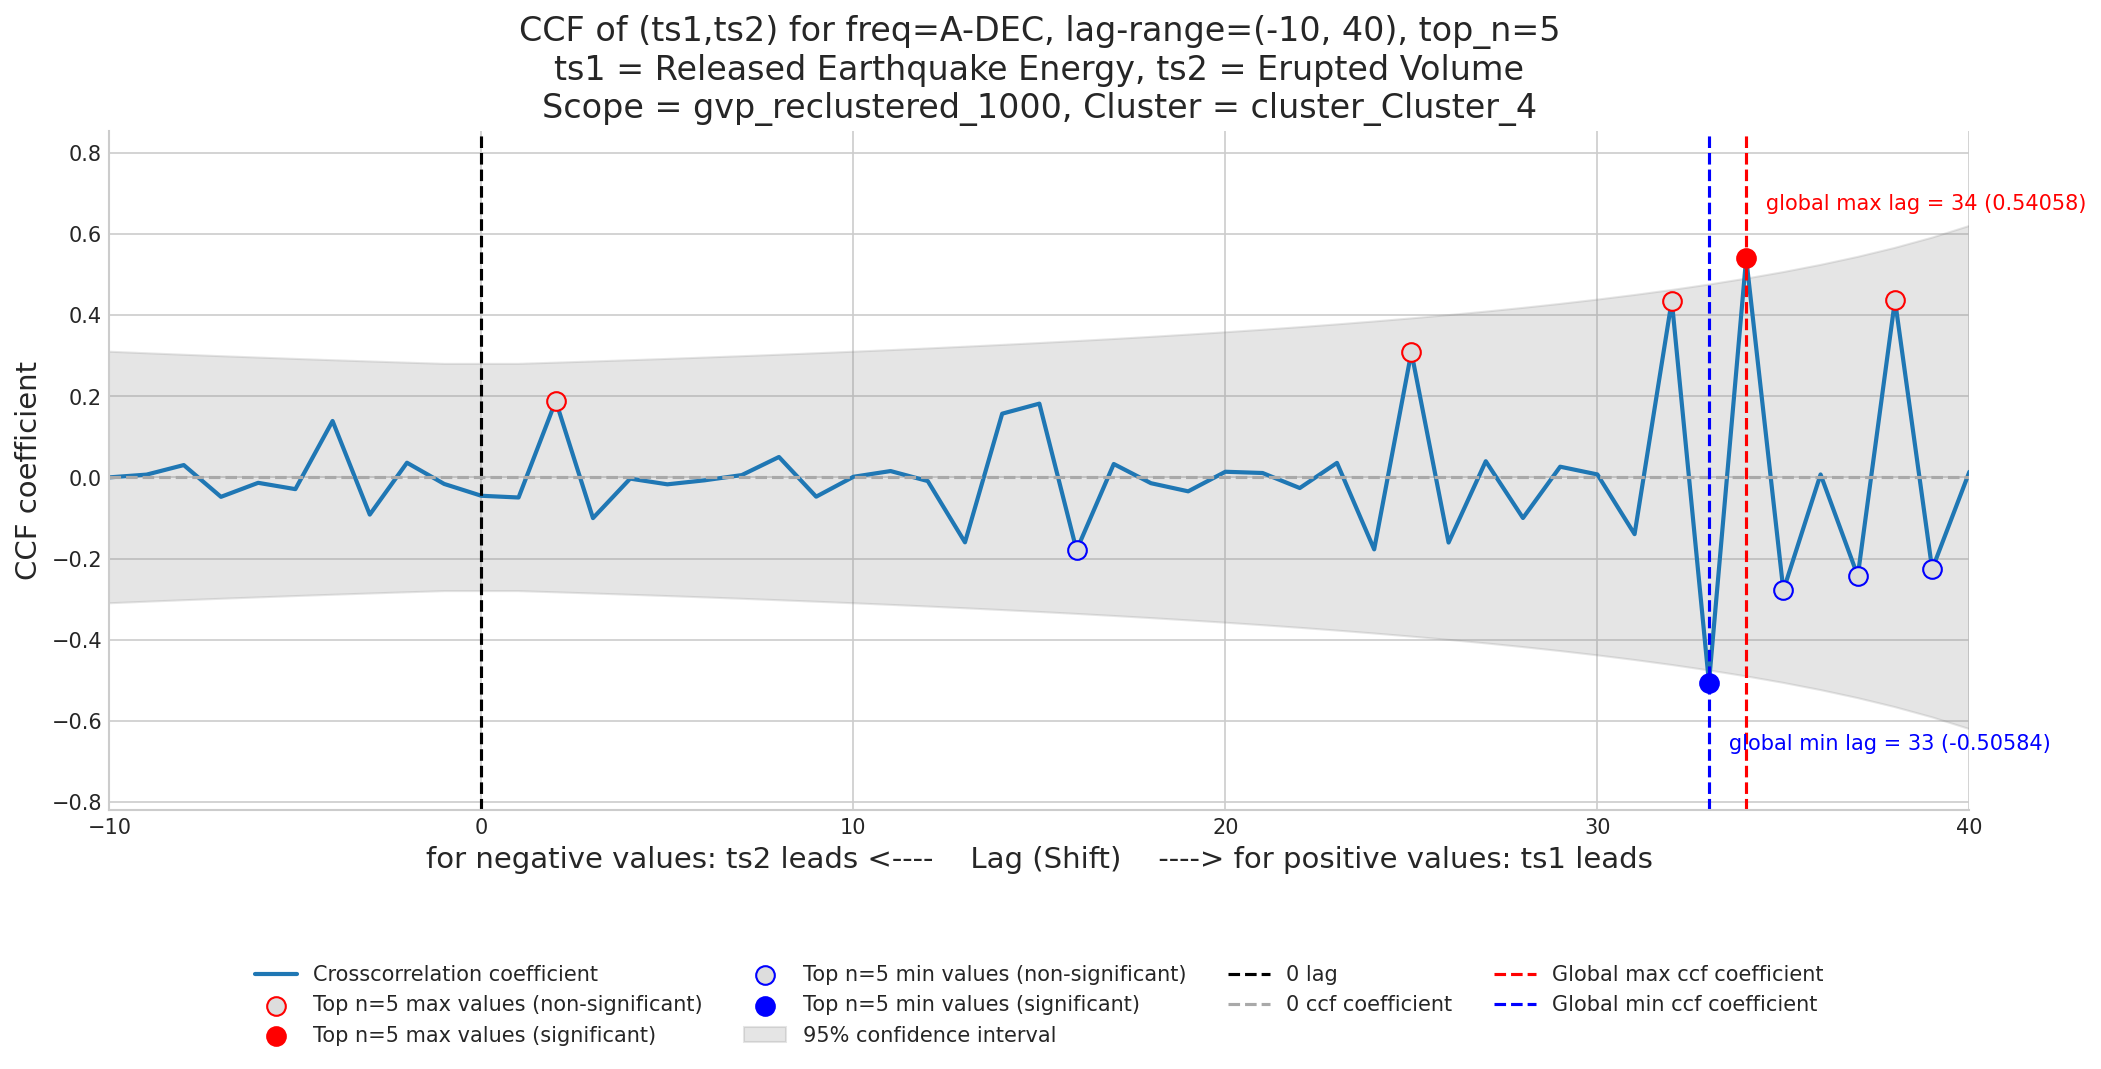 CCF of (ts1,ts2) for freq=A-DEC, lag-range=(-10, 40), top_n=5
ts1 = Released Earthquake Energy, ts2 = Erupted Volume
Scope = gvp_reclustered_1000, Cluster = cluster_Cluster_4
CCF coefficient
0.8
0.6
0.4
0.2
0.0
−0.2
−0.4
−0.6
−0.8
global max lag = 34 (0.54058)
global min lag = 33 (-0.50584)
−10 0 10 20 30 40
for negative values: ts2 leads <---- Lag (Shift) ----> for positive values: ts1 leads
Crosscorrelation coefficient
Top n=5 max values (non-significant)
Top n=5 max values (significant)
Top n=5 min values (non-significant)
Top n=5 min values (significant)
95% confidence interval
0 lag
0 ccf coefficient
Global max ccf coefficient
Global min ccf coefficient